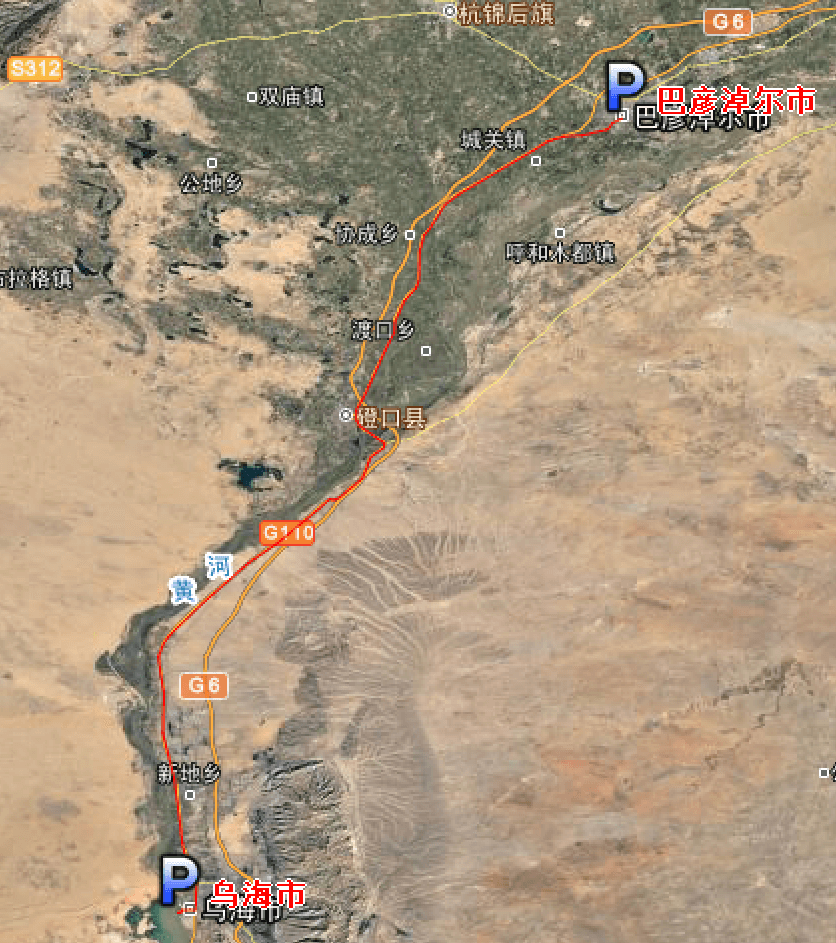 杭锦后旗
G6
S312
P
巴彦淖尔市
双庙镇
巴彦淖尔市
城关镇
公地乡
协成乡
呼和木都镇
布拉格镇
渡口乡
磴口县
G110
河
黄
G6
新地乡
P
乌海市
乌海市